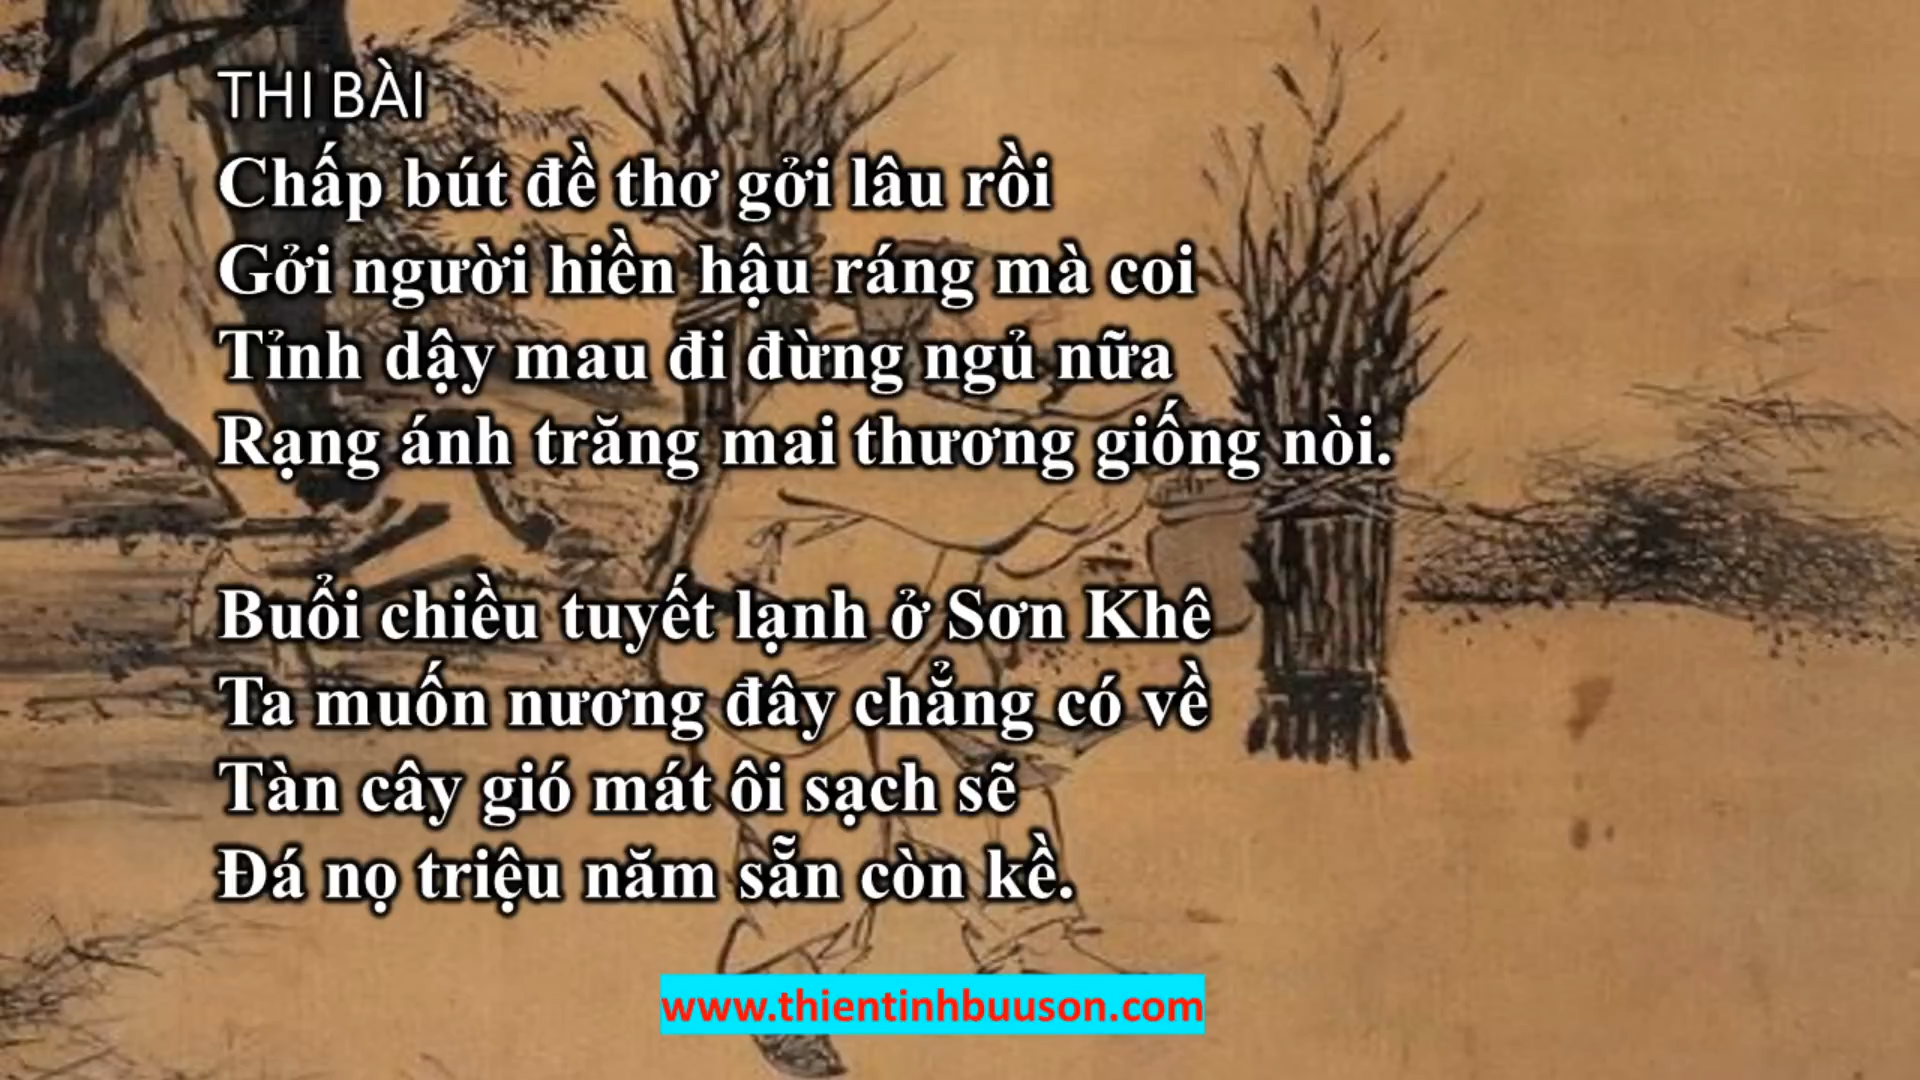 THI BÀI
Chấp bút đề thơ gởi lâu rồi
Gởi người hiền hậu ráng mà coi
Tỉnh dậy mau đi đừng ngủ nữa
Rạng ánh trăng mai thương giống nòi.
Buổi chiều tuyết lạnh ở Sơn Khê
Ta muốn nương đây chẳng có về
Tàn cây gió mát ôi sạch sẽ
Đá nọ triệu năm sẵn còn kề.
www.thientinhbuuson.com